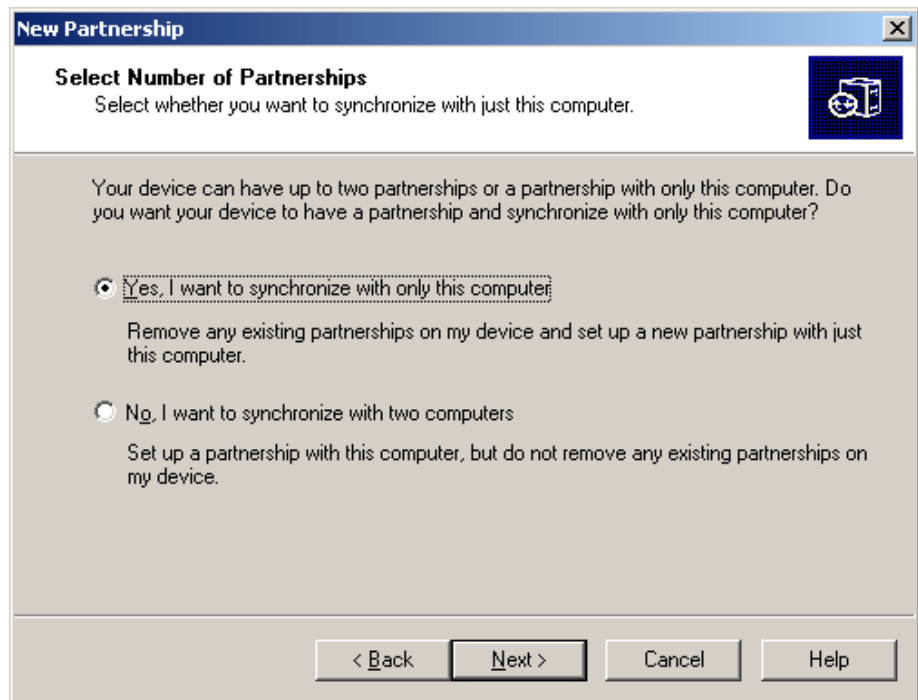 New Partnership
Select Number of Partnerships
Select whether you want to synchronize with just this computer.
Your device can have up to two partnerships or a partnership with only this computer. Do
you want your device to have a partnership and synchronize with only this computer?
Yes, I want to synchronize with only this computer
Remove any existing partnerships on my device and set up a new partnership with just
this computer.
No, I want to synchronize with two computers
Set up a partnership with this computer, but do not remove any existing partnerships on
my device.
< Back Next > Cancel Help